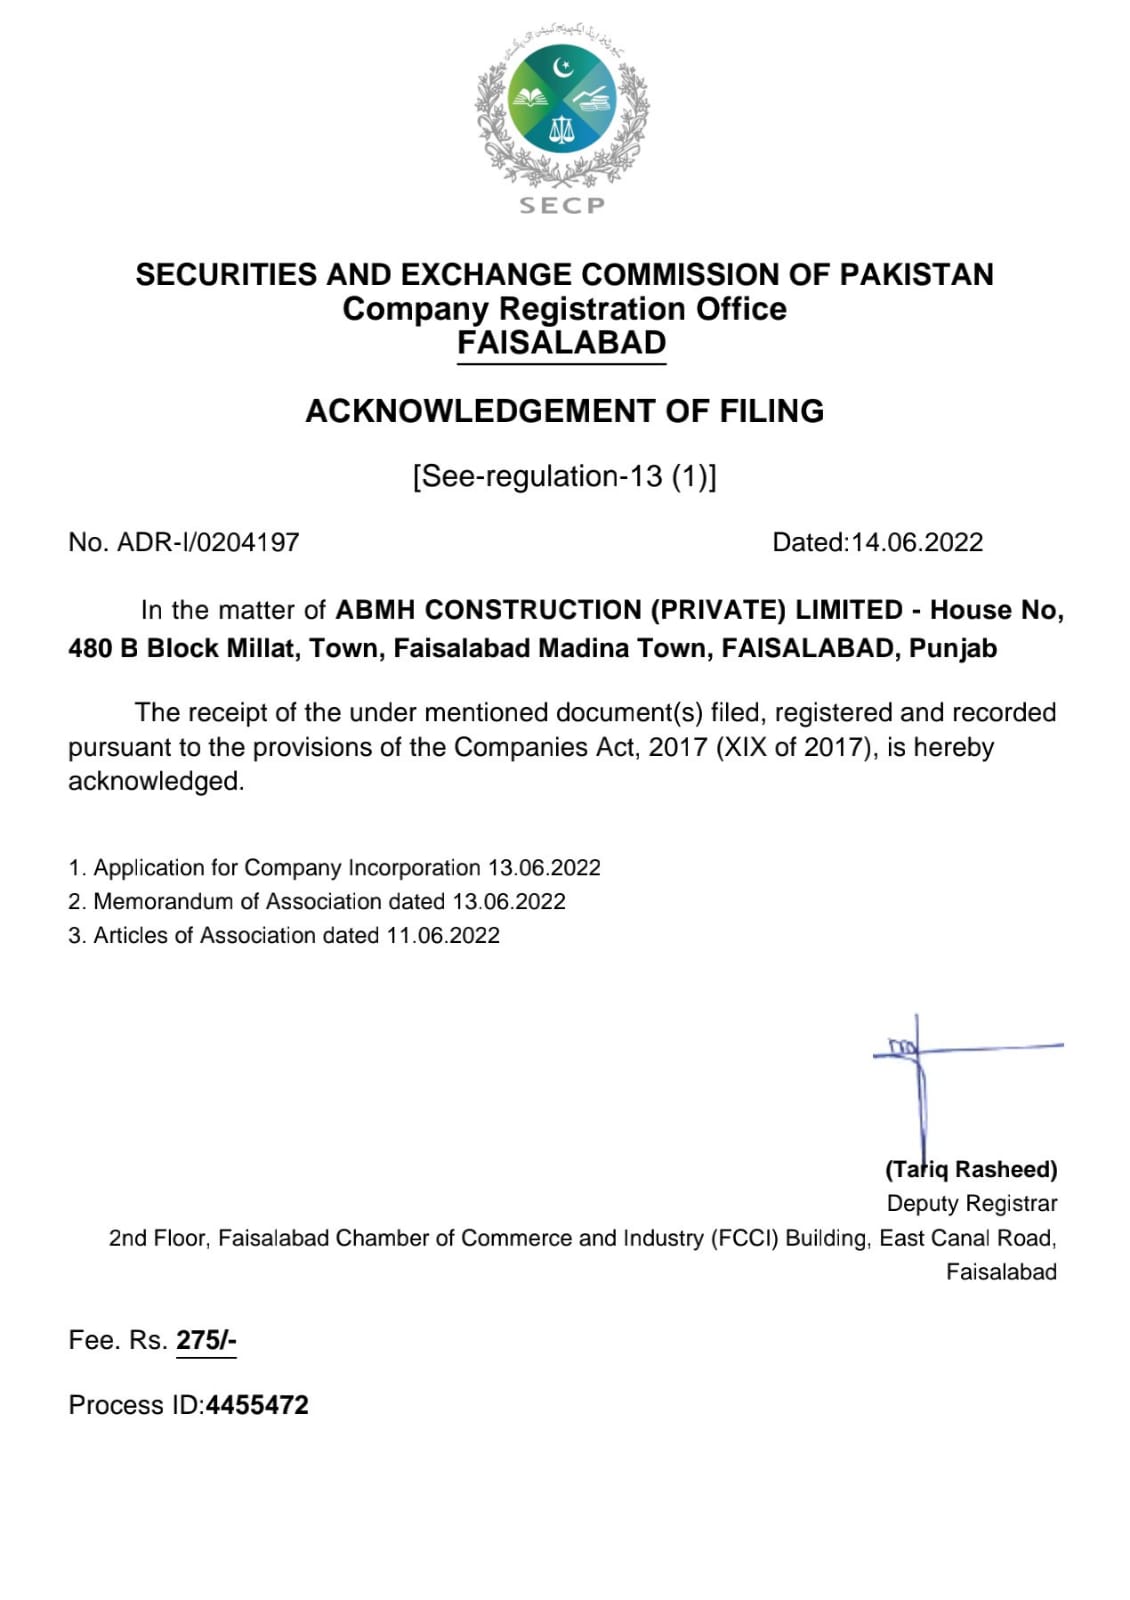 سیکورٹیز اینڈ ایکسچینج کمیشن آف پاکستان
SECP
SECURITIES AND EXCHANGE COMMISSION OF PAKISTAN
Company Registration Office
FAISALABAD
ACKNOWLEDGEMENT OF FILING
[See-regulation-13 (1)]
No. ADR-I/0204197 Dated:14.06.2022
In the matter of ABMH CONSTRUCTION (PRIVATE) LIMITED - House No,
480 B Block Millat, Town, Faisalabad Madina Town, FAISALABAD, Punjab
The receipt of the under mentioned document(s) filed, registered and recorded
pursuant to the provisions of the Companies Act, 2017 (XIX of 2017), is hereby
acknowledged.
1. Application for Company Incorporation 13.06.2022
2. Memorandum of Association dated 13.06.2022
3. Articles of Association dated 11.06.2022
(Tariq Rasheed)
Deputy Registrar
2nd Floor, Faisalabad Chamber of Commerce and Industry (FCCI) Building, East Canal Road,
Faisalabad
Fee. Rs. 275/-
Process ID:4455472